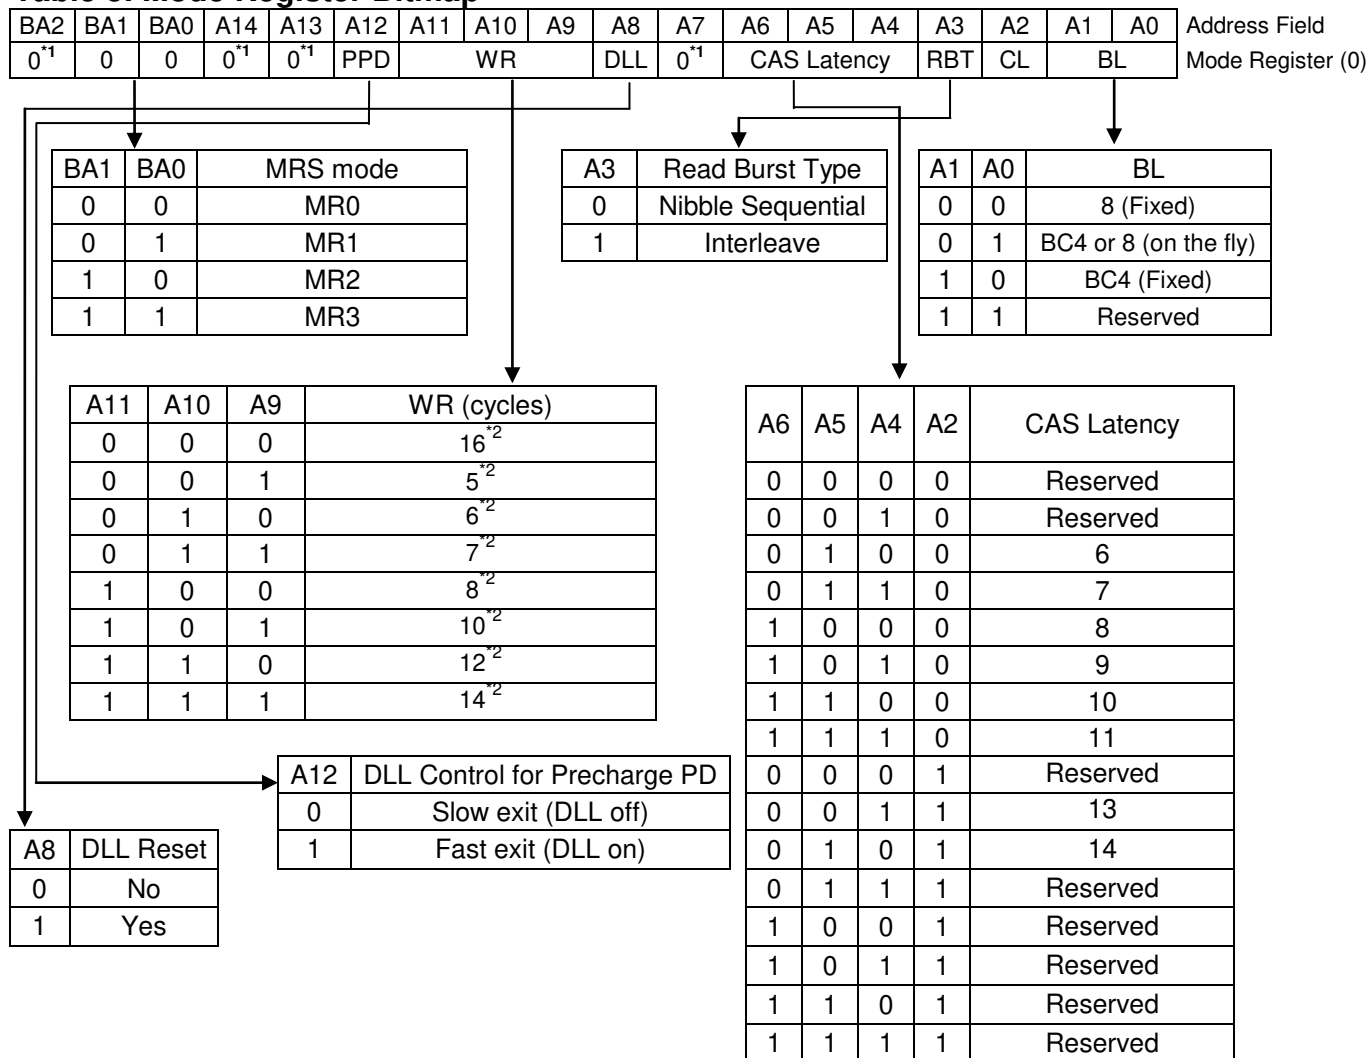 BA2 BA1 BA0 A14 A13 A12 A11 A10 A9 A8 A7 A6 A5 A4 A3 A2 A1 A0 Address Field
0*1 0 0 0*1 0*1 PPD WR DLL 0*1 CAS Latency RBT CL BL Mode Register (0)
BA1 BA0 MRS mode
0 0 MR0
0 1 MR1
1 0 MR2
1 1 MR3
A3 Read Burst Type
0 Nibble Sequential
1 Interleave
A1 A0 BL
0 0 8 (Fixed)
0 1 BC4 or 8 (on the fly)
1 0 BC4 (Fixed)
1 1 Reserved
A11 A10 A9 WR (cycles)
0 0 0 16*2
0 0 1 5*2
0 1 0 6*2
0 1 1 7*2
1 0 0 8*2
1 0 1 10*2
1 1 0 12*2
1 1 1 14*2
A6 A5 A4 A2 CAS Latency
0 0 0 0 Reserved
0 0 1 0 Reserved
0 1 0 0 6
0 1 1 0 7
1 0 0 0 8
1 0 1 0 9
1 1 0 0 10
1 1 1 0 11
0 0 0 1 Reserved
0 0 1 1 13
0 1 0 1 14
0 1 1 1 Reserved
1 0 0 1 Reserved
1 0 1 1 Reserved
1 1 0 1 Reserved
1 1 1 1 Reserved
A12 DLL Control for Precharge PD
0 Slow exit (DLL off)
1 Fast exit (DLL on)
A8 DLL Reset
0 No
1 Yes